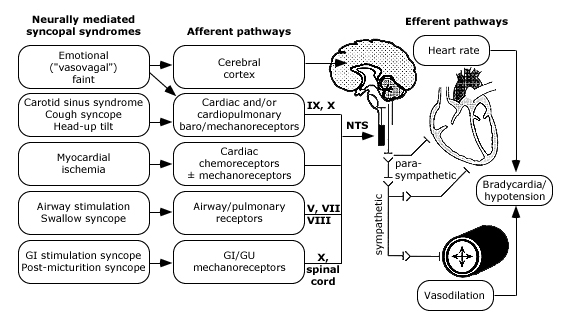 Neurally mediated
syncopal syndromes
Afferent pathways
Efferent pathways
Emotional
("vasovagal")
faint
Cerebral
cortex
Heart rate
Carotid sinus syndrome
Cough syncope
Head-up tilt
Cardiac and/or
cardiopulmonary
baro/mechanoreceptors
IX, X
NTS
Myocardial
ischemia
Cardiac
chemoreceptors
± mechanoreceptors
para-
sympathetic
sympathetic
Bradycardia/
hypotension
Airway stimulation
Swallow syncope
Airway/pulmonary
receptors
V, VII
VIII
GI stimulation syncope
Post-micturition syncope
GI/GU
mechanoreceptors
X,
spinal
cord
Vasodilation